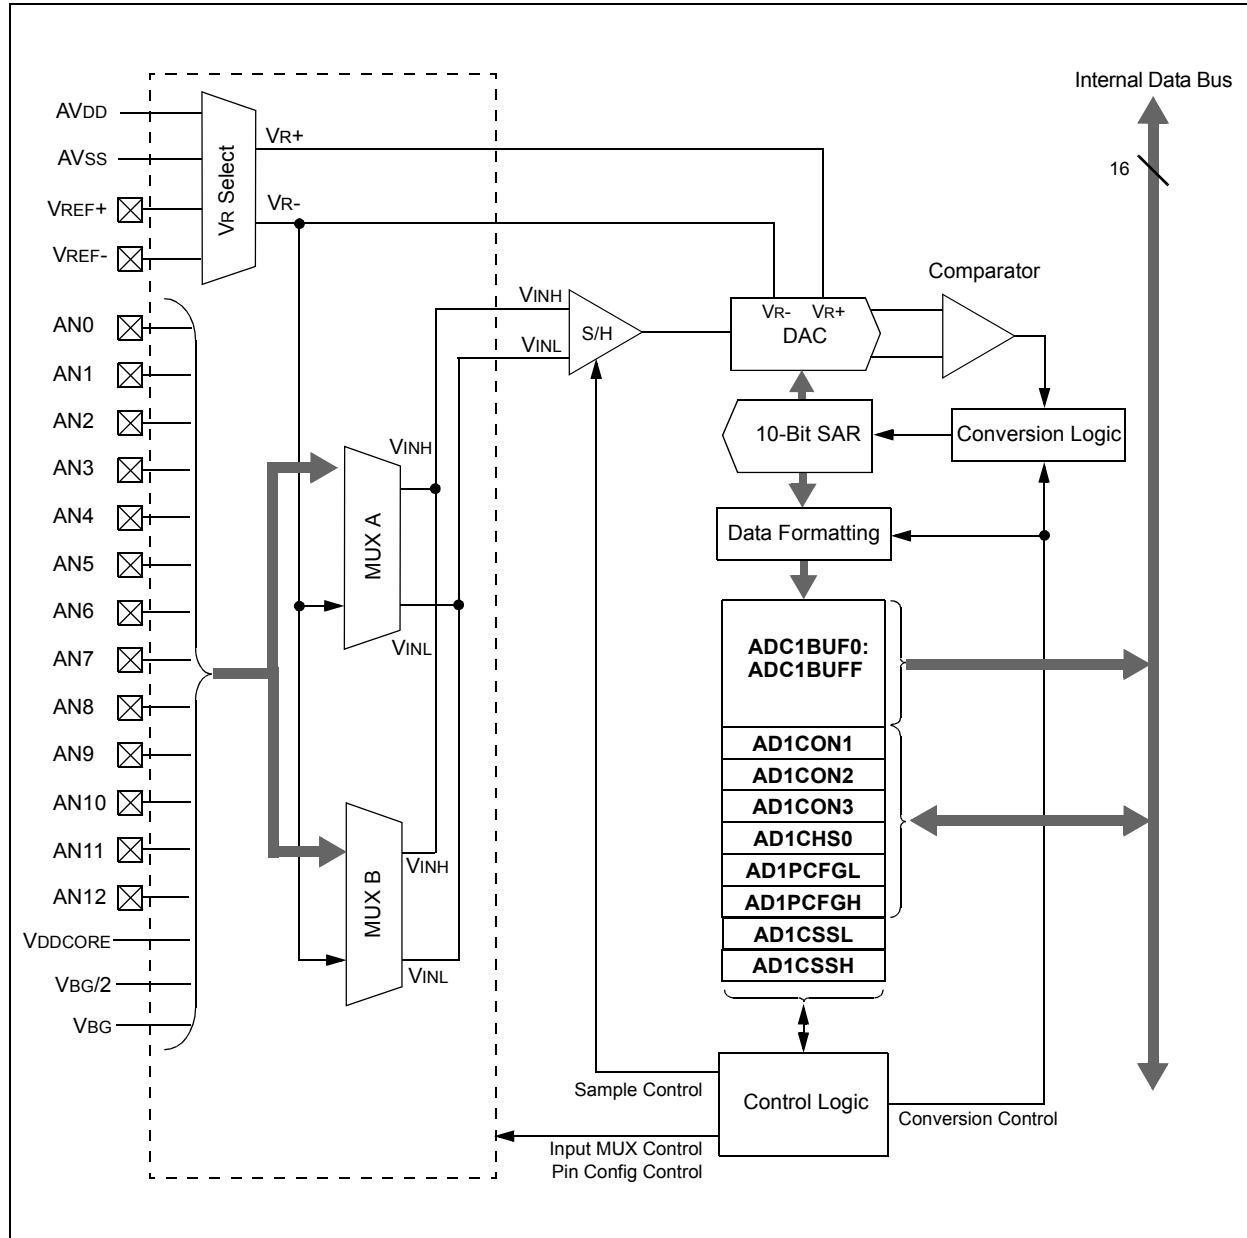 Internal Data Bus
16
AVDD
AVSS
VREF+
VREF-
VR Select
VR+
VR-
AN0
AN1
AN2
AN3
AN4
AN5
AN6
AN7
AN8
AN9
AN10
AN11
AN12
VDDCORE
VBG/2
VBG
MUX A
VINH
VINL
MUX B
VINH
VINL
VINH
VINL
S/H
VR- VR+
DAC
Comparator
10-Bit SAR
Conversion Logic
Data Formatting
ADC1BUF0:
ADC1BUFF
AD1CON1
AD1CON2
AD1CON3
AD1CHS0
AD1PCFGL
AD1PCFGH
AD1CSSL
AD1CSSH
Control Logic
Sample Control
Conversion Control
Input MUX Control
Pin Config Control